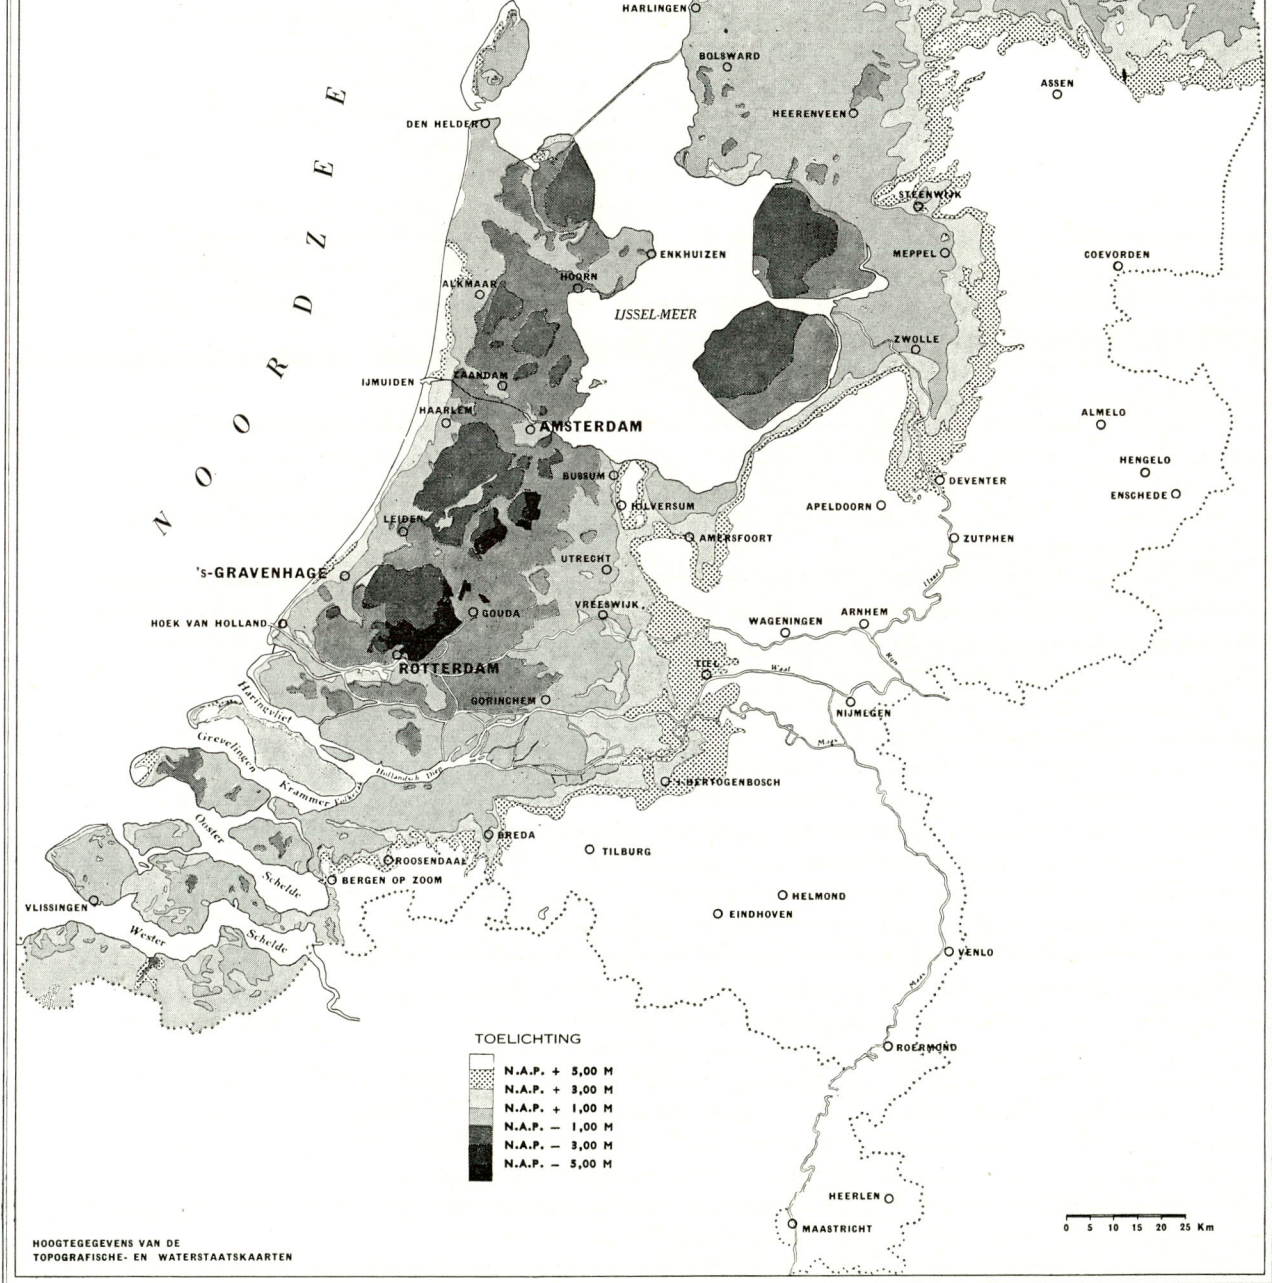 HARLINGEN
BOLSWARD
ASSEN
HEERENVEEN
DEN HELDER
STEENWIJK
MEPPEL
COEVORDEN
ENKHUIZEN
HOORN
ALKMAAR
IJSSEL-MEER
ZWOLLE
NOORDZEE
ZAANDAM
IJMUIDEN
HAARLEM
AMSTERDAM
ALMELO
HENGELO
ENSCHEDE
BUSSUM
DEVENTER
HILVERSUM
APELDOORN
LEIDEN
AMERSFOORT
ZUTPHEN
UTRECHT
'S-GRAVENHAGE
IJssel
VREESWIJK
GOUDA
ARNHEM
WAGENINGEN
HOEK VAN HOLLAND
Rijn
TIEL
Waal
ROTTERDAM
GORINCHEM
NIJMEGEN
Haringvliet
Maas
Grevelingen
Hollandsch Diep
Krammer
'S-HERTOGENBOSCH
Ooster
Schelde
BREDA
TILBURG
ROOSENDAAL
BERGEN OP ZOOM
HELMOND
EINDHOVEN
VLISSINGEN
Wester
Schelde
VENLO
Maas
ROERMOND
TOELICHTING
N.A.P. + 5,00 M
N.A.P. + 3,00 M
N.A.P. + 1,00 M
N.A.P. – 1,00 M
N.A.P. – 3,00 M
N.A.P. – 5,00 M
HEERLEN
MAASTRICHT
0 5 10 15 20 25 Km
HOOGTEGEGEVENS VAN DE
TOPOGRAFISCHE- EN WATERSTAATSKAARTEN